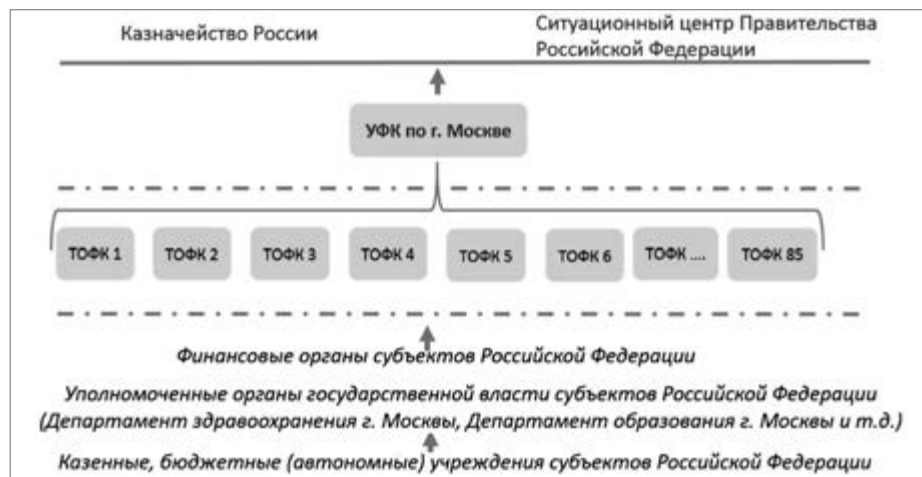 Казначейство России
Ситуационный центр Правительства
Российской Федерации
УФК по г. Москве
ТОФК 1
ТОФК 2
ТОФК 3
ТОФК 4
ТОФК 5
ТОФК 6
ТОФК ....
ТОФК 85
Финансовые органы субъектов Российской Федерации
Уполномоченные органы государственной власти субъектов Российской Федерации
(Департамент здравоохранения г. Москвы, Департамент образования г. Москвы и т.д.)
Казенные, бюджетные (автономные) учреждения субъектов Российской Федерации